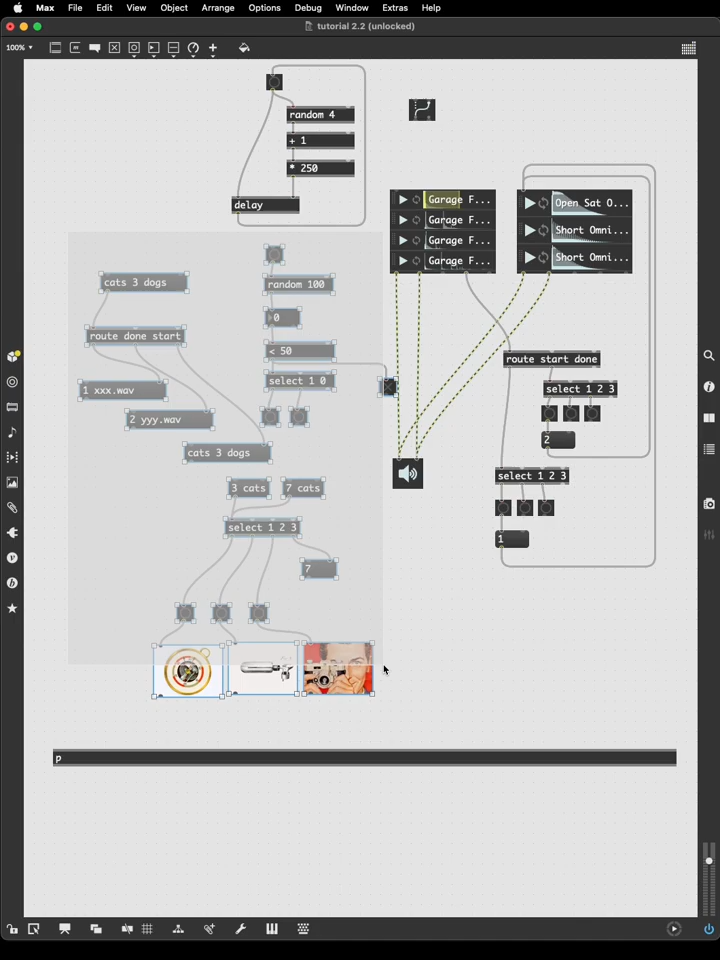 Max File Edit View Object Arrange Options Debug Window Extras Help
tutorial 2.2 (unlocked)
100%
random 4
+ 1
* 250
delay
Garage F...
Garage F...
Garage F...
Garage F...
Open Sat O...
Short Omni...
Short Omni...
cats 3 dogs
random 100
0
route done start
< 50
select 1 0
1 xxx.wav
2 yyy.wav
cats 3 dogs
3 cats
7 cats
select 1 2 3
7
route start done
select 1 2 3
2
select 1 2 3
1
p